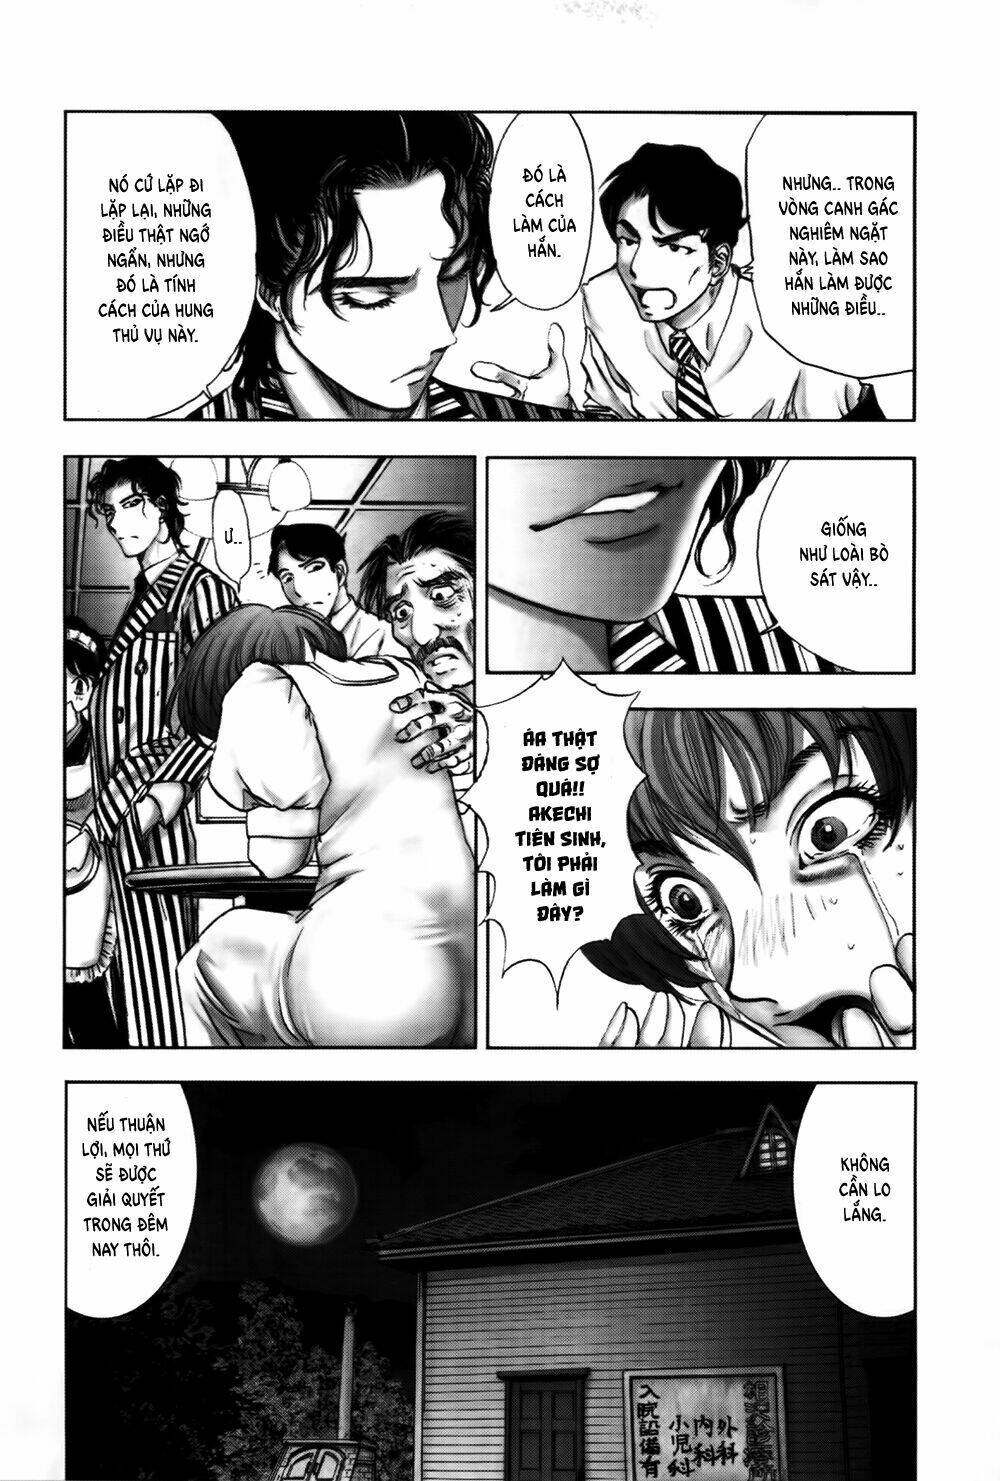 NHƯNG.. TRONG
VÒNG CANH GÁC
NGHIÊM NGẶT
NÀY, LÀM SAO
HẮN LÀM ĐƯỢC
NHỮNG ĐIỀU..
ĐÓ LÀ
CÁCH
LÀM CỦA
HẮN.
NÓ CỨ LẶP ĐI
LẶP LẠI, NHỮNG
ĐIỀU THẬT NGỚ
NGẨN, NHƯNG
ĐÓ LÀ TÍNH
CÁCH CỦA HUNG
THỦ VỤ NÀY.
GIỐNG
NHƯ LOÀI BÒ
SÁT VẬY..
Ư..
ÁA THẬT
ĐÁNG SỢ
QUÁ!!
AKECHI
TIÊN SINH,
TÔI PHẢI
LÀM GÌ
ĐÂY?
KHÔNG
CẦN LO
LẮNG.
NẾU THUẬN
LỢI, MỌI THỨ
SẼ ĐƯỢC
GIẢI QUYẾT
TRONG ĐÊM
NAY THÔI.
外科
内科
小児科
入院設備有